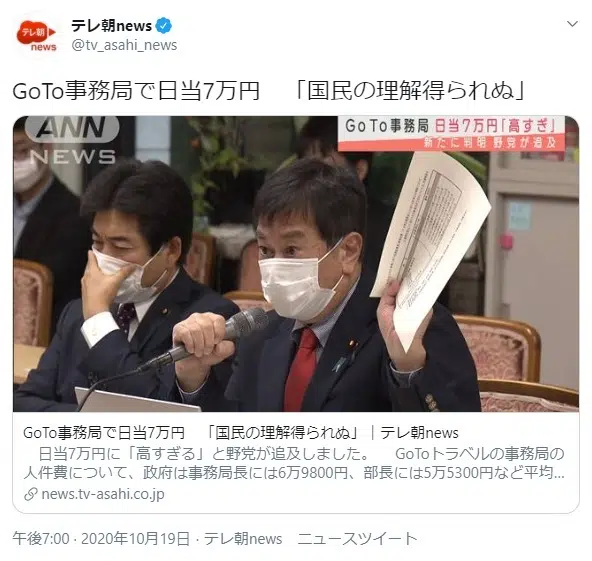 テレ朝news
@tv_asahi_news
テレ朝
news
GoTo事務局で日当7万円　「国民の理解得られぬ」
ANN
NEWS
GoTo事務局 日当7万円「高すぎ」
新たに判明 野党が追及
GoTo事務局で日当7万円　「国民の理解得られぬ」｜テレ朝news
日当7万円に「高すぎる」と野党が追及しました。　GoToトラベルの事務局の
人件費について、政府は事務局長には6万9800円、部長には5万5300円など平均...
news.tv-asahi.co.jp
午後7:00 · 2020年10月19日 · テレ朝news　ニュースツイート